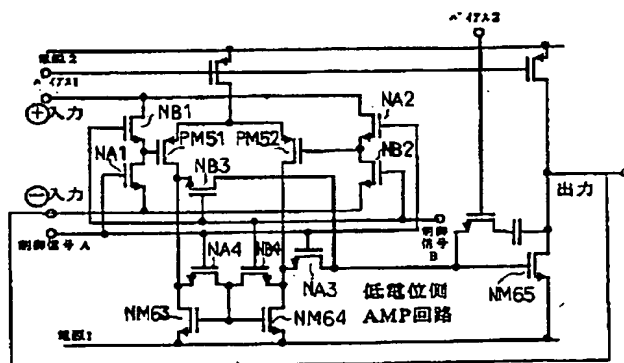 バイアス2
電源2
バイアス1
⊕入力
NB1
NA2
PM51
PM52
NA1
NB3
NB2
⊖入力
出力
制御信号 A
制御
信号
B
NA4
NB4
NA3
低電位側
AMP回路
NM63
NM64
NM65
電源1